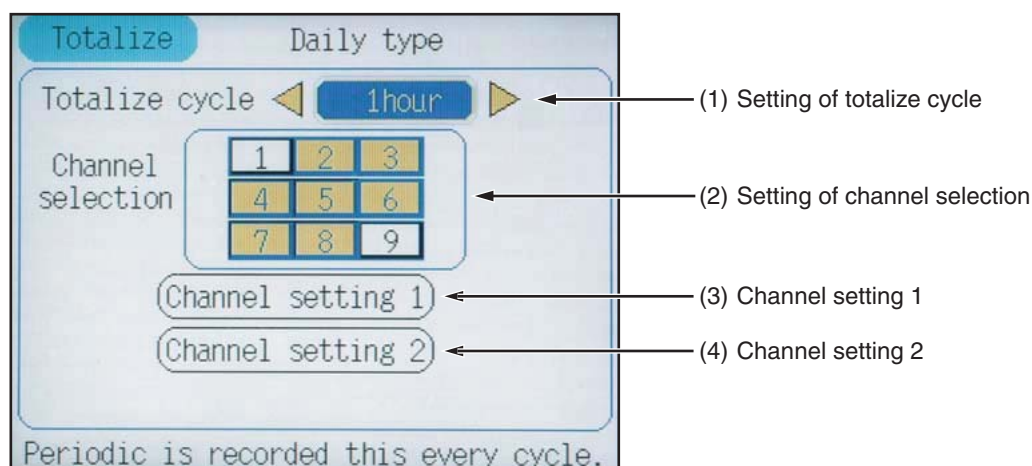 Totalize Daily type
Totalize cycle 1hour
(1) Setting of totalize cycle
Channel selection
1 2 3
4 5 6
7 8 9
(2) Setting of channel selection
Channel setting 1
(3) Channel setting 1
Channel setting 2
(4) Channel setting 2
Periodic is recorded this every cycle.